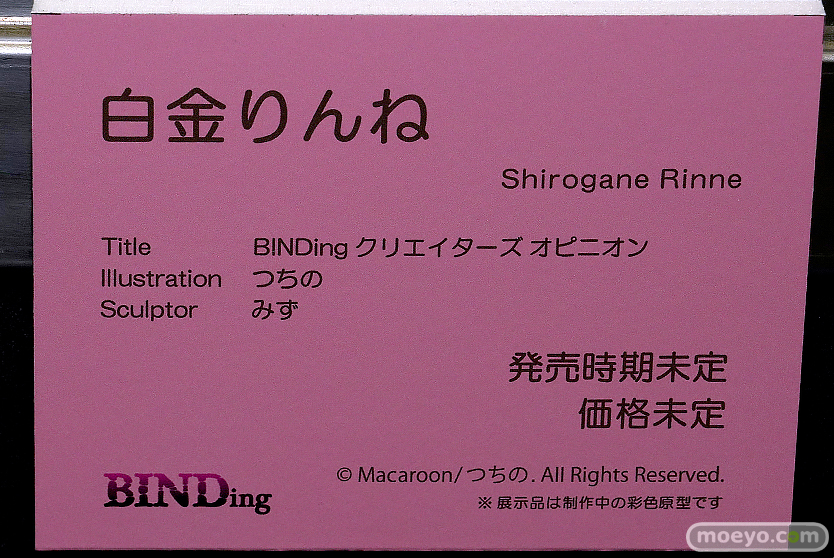 白金りんね
Shirogane Rinne
Title BINDing クリエイターズ オピニオン
Illustration つちの
Sculptor みず
発売時期未定
価格未定
© Macaroon/つちの. All Rights Reserved.
※展示品は制作中の彩色原型です
BINDing
moeyo.com